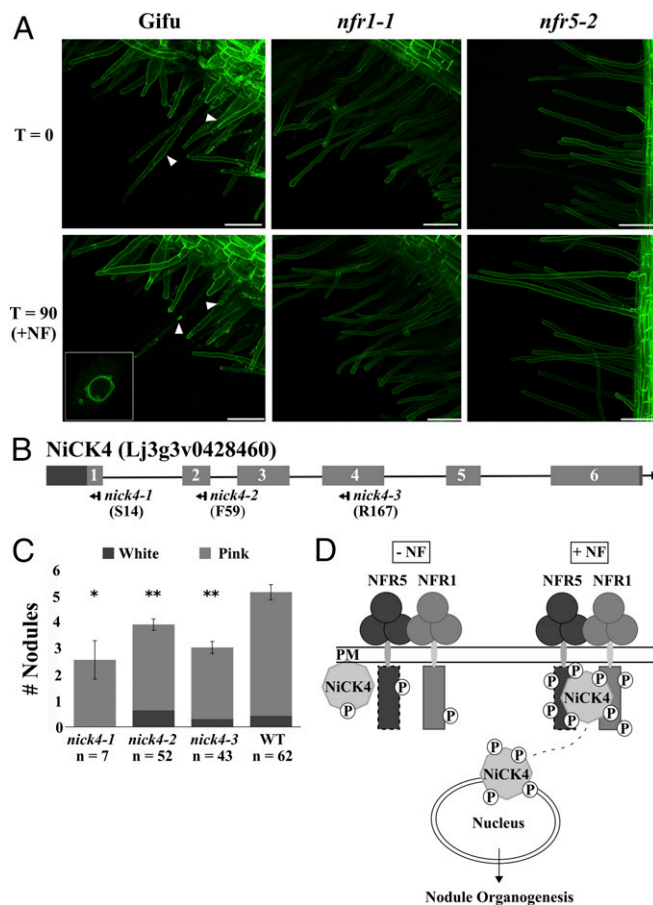 A
Gifu nfr1-1 nfr5-2
T = 0
T = 90
(+NF)
B
NiCK4 (Lj3g3v0428460)
1 2 3 4 5 6
nick4-1 nick4-2 nick4-3
(S14) (F59) (R167)
C
White Pink
# Nodules
6
5
4
3
2
1
0
* ** **
nick4-1 nick4-2 nick4-3 WT
n = 7 n = 52 n = 43 n = 62
D
- NF + NF
NFR5 NFR1 NFR5 NFR1
PM
NiCK4 P P P
P P P NiCK4 P P P P
P P NiCK4 P P
Nucleus
Nodule Organogenesis